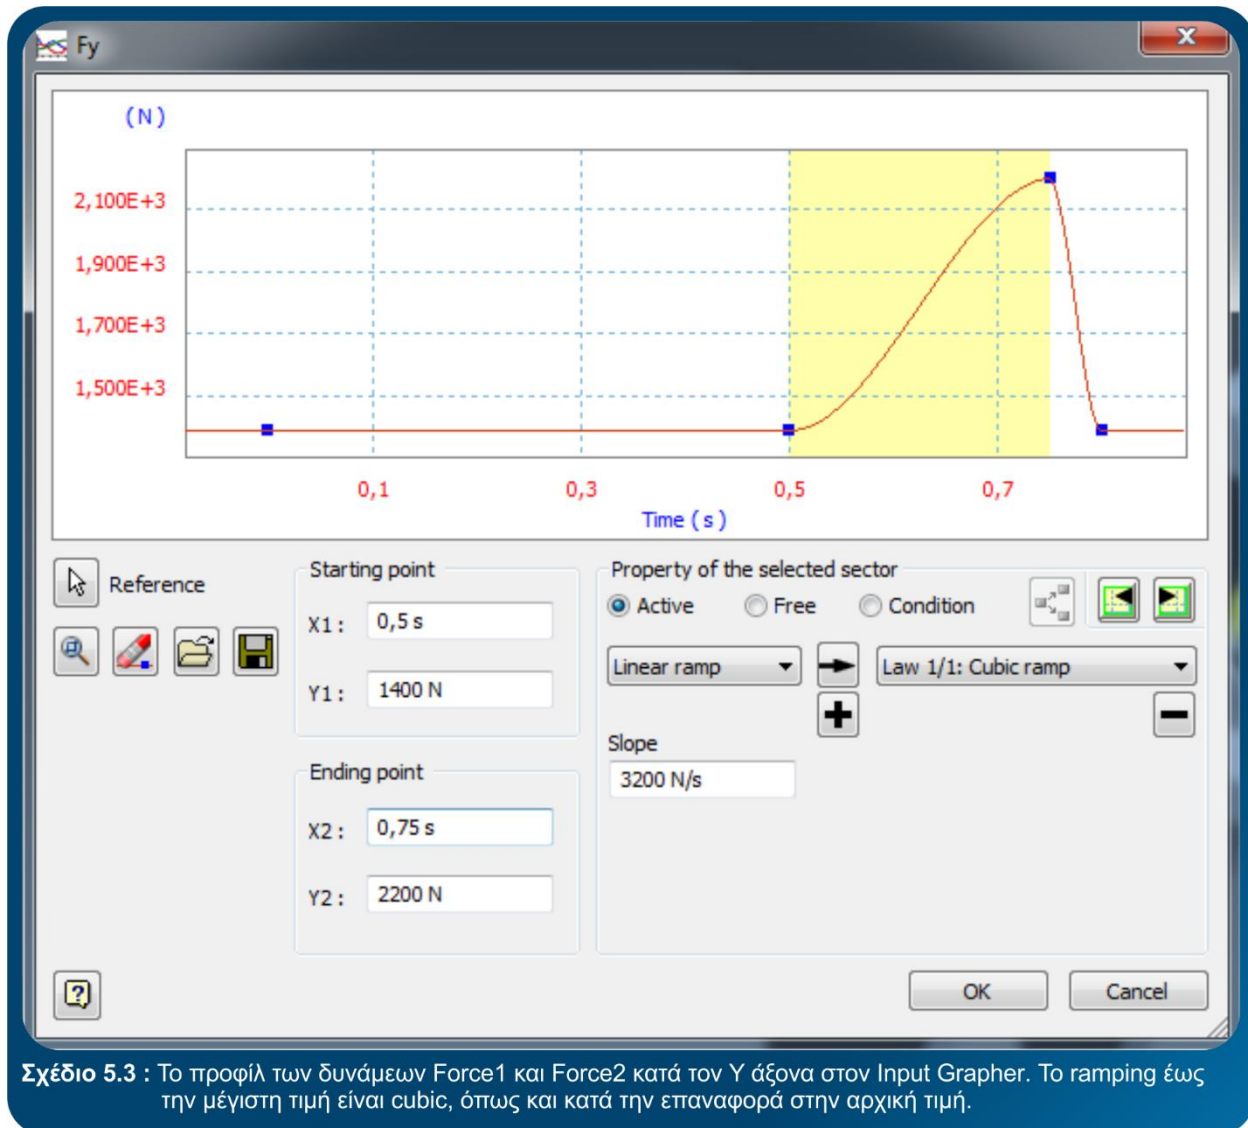 Fy
(N)
2,100E+3
1,900E+3
1,700E+3
1,500E+3
0,1 0,3 0,5 0,7
Time (s)
Reference
Starting point
X1: 0,5 s
Y1: 1400 N
Ending point
X2: 0,75 s
Y2: 2200 N
Property of the selected sector
Active Free Condition
Linear ramp Law 1/1: Cubic ramp
Slope
3200 N/s
OK Cancel
Σχέδιο 5.3 : Το προφίλ των δυνάμεων Force1 και Force2 κατά τον Υ άξονα στον Input Grapher. Το ramping έως
την μέγιστη τιμή είναι cubic, όπως και κατά την επαναφορά στην αρχική τιμή.